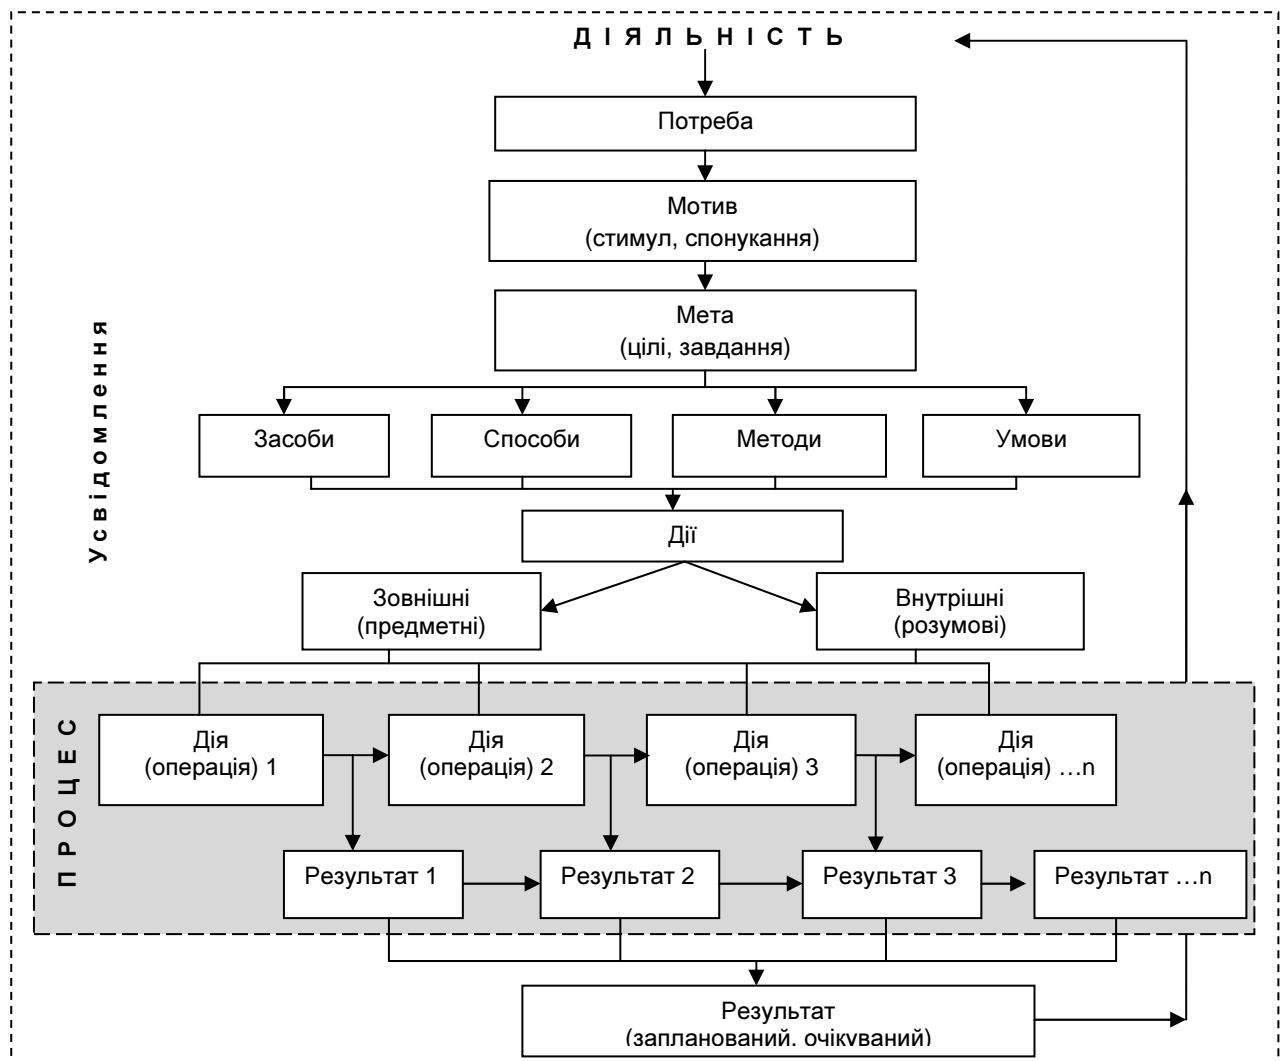 ДІЯЛЬНІСТЬ
Потреба
Мотив
(стимул, спонукання)
Мета
(цілі, завдання)
Усвідомлення
Засоби
Способи
Методи
Умови
Дії
Зовнішні
(предметні)
Внутрішні
(розумові)
ПРОЦЕС
Дія
(операція) 1
Дія
(операція) 2
Дія
(операція) 3
Дія
(операція) …n
Результат 1
Результат 2
Результат 3
Результат …n
Результат
(запланований, очікуваний)